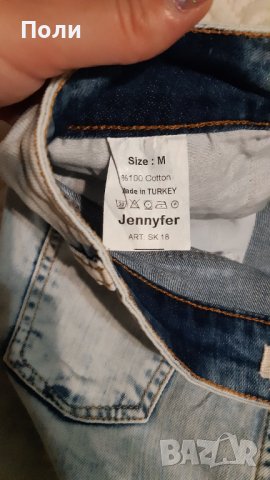 Поли
Size : M
%100 Cotton
Made in TURKEY
Jennyfer
ART SK 18
BAZAR